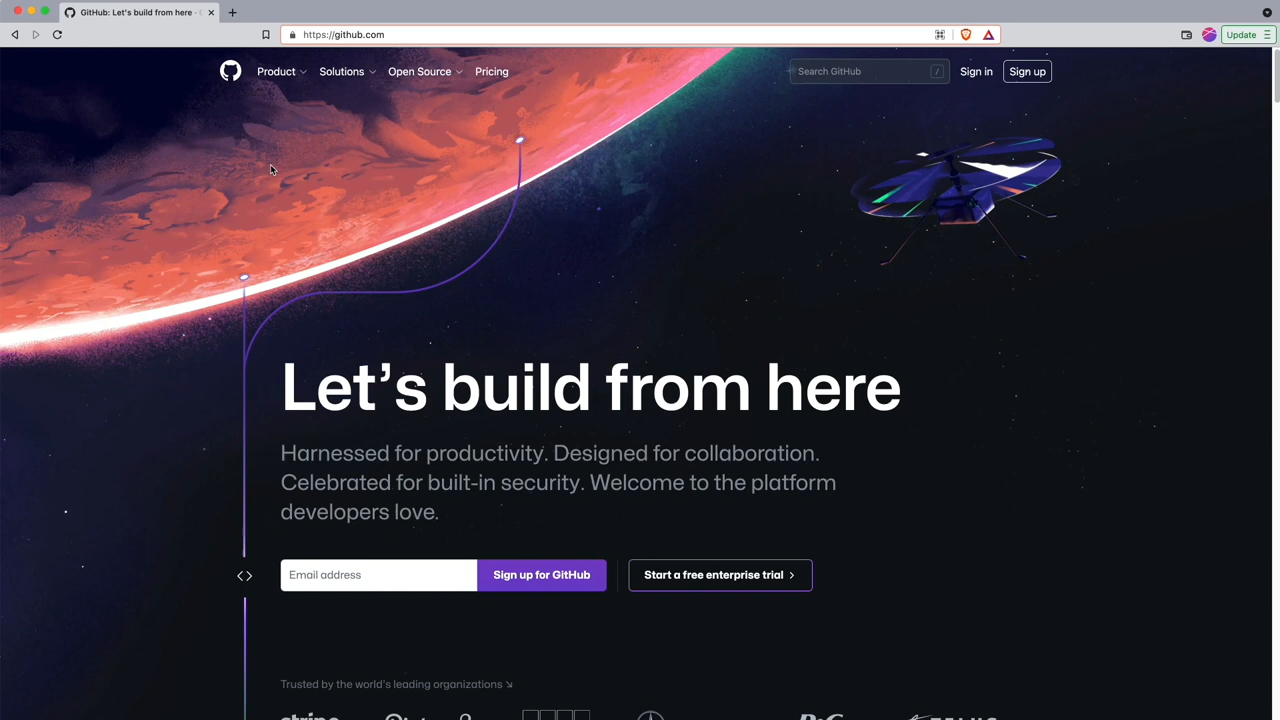 GitHub: Let's build from here ·
https://github.com
Update
Product
Solutions
Open Source
Pricing
Search GitHub
/
Sign in
Sign up
Let's build from here
Harnessed for productivity. Designed for collaboration.
Celebrated for built-in security. Welcome to the platform
developers love.
Email address
Sign up for GitHub
Start a free enterprise trial
Trusted by the world's leading organizations